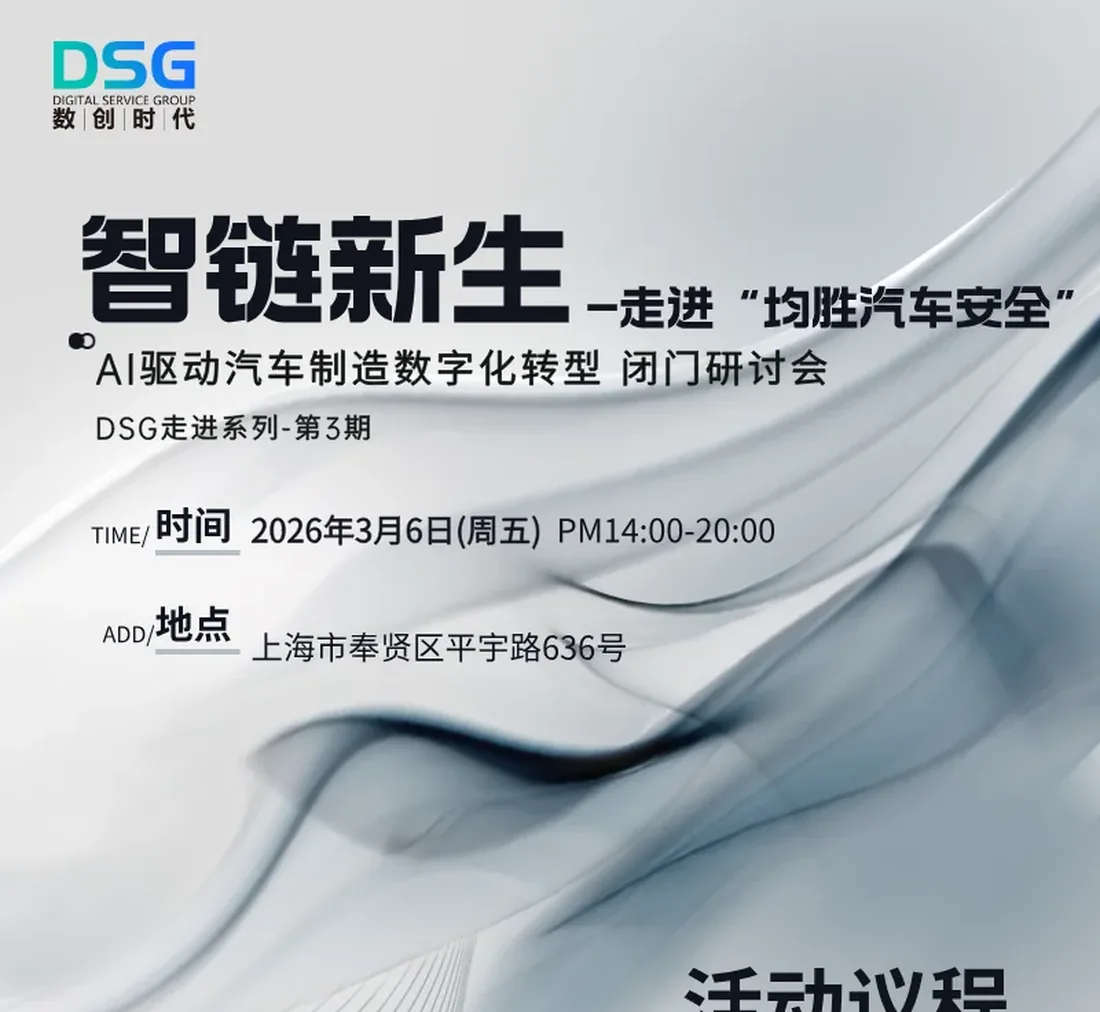 DSG
DIGITAL SERVICE GROUP
数|创|时|代
智链新生 –走进“均胜汽车安全”
AI驱动汽车制造数字化转型 闭门研讨会
DSG走进系列-第3期
TIME/时间 2026年3月6日(周五) PM14:00-20:00
ADD/地点 上海市奉贤区平宇路636号
活动议程